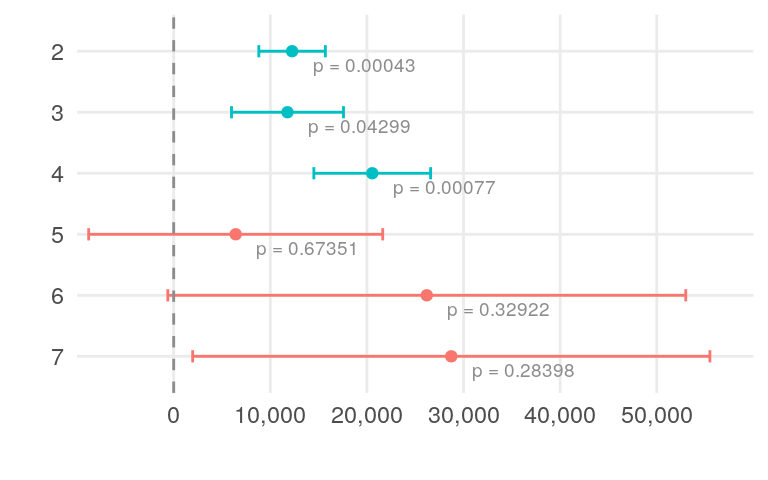 2
p = 0.00043
3
p = 0.04299
4
p = 0.00077
5
p = 0.67351
6
p = 0.32922
7
p = 0.28398
0 10,000 20,000 30,000 40,000 50,000